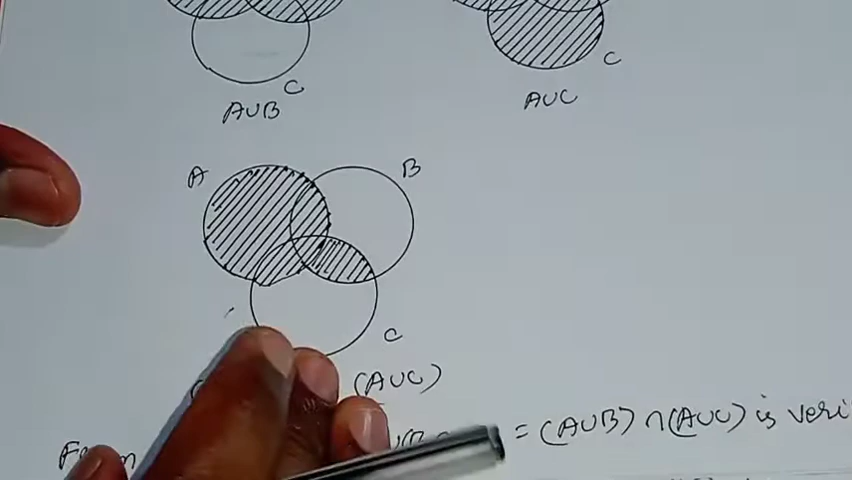 C C
A∪B A∪C
A B
C
( (A∪C)
= (A∪B) ∩ (A∪C) is veri